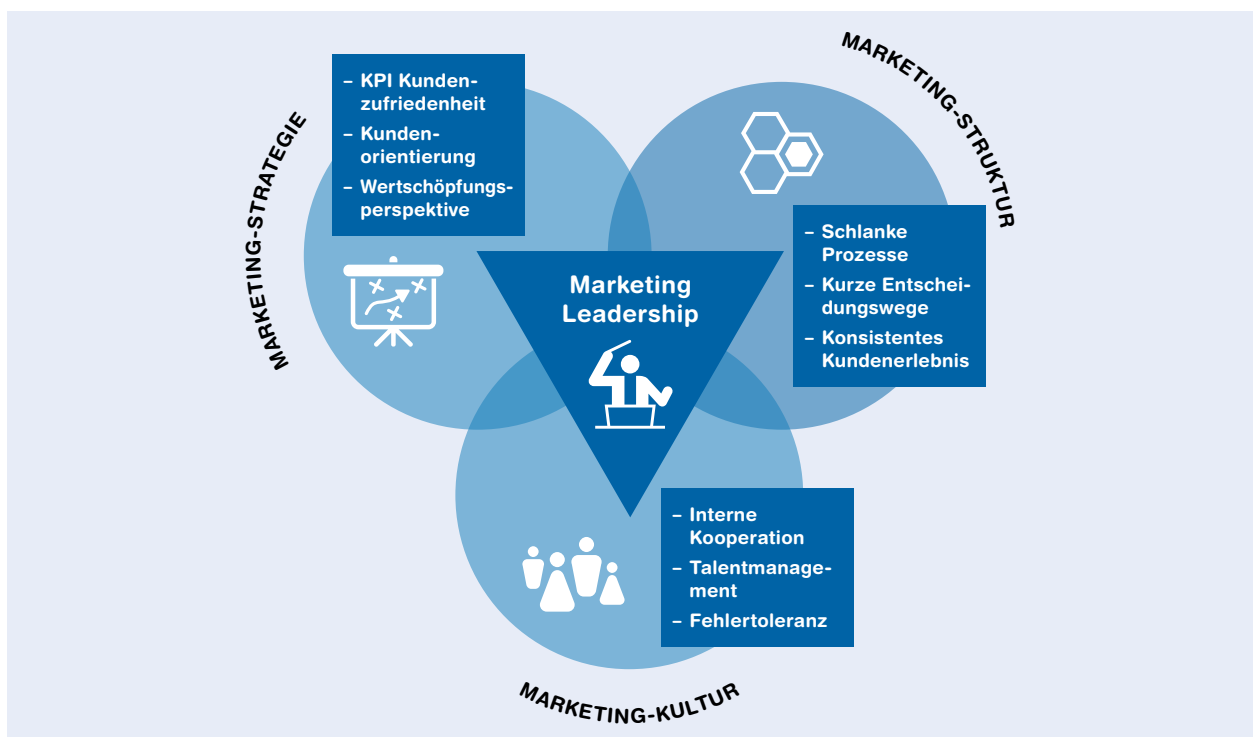 MARKETING-STRATEGIE
– KPI Kunden-
zufriedenheit
– Kunden-
orientierung
– Wertschöpfungs-
perspektive
MARKETING-STRUKTUR
– Schlanke
Prozesse
– Kurze Entschei-
dungswege
– Konsistentes
Kundenerlebnis
Marketing
Leadership
– Interne
Kooperation
– Talentmanage-
ment
– Fehlertoleranz
MARKETING-KULTUR